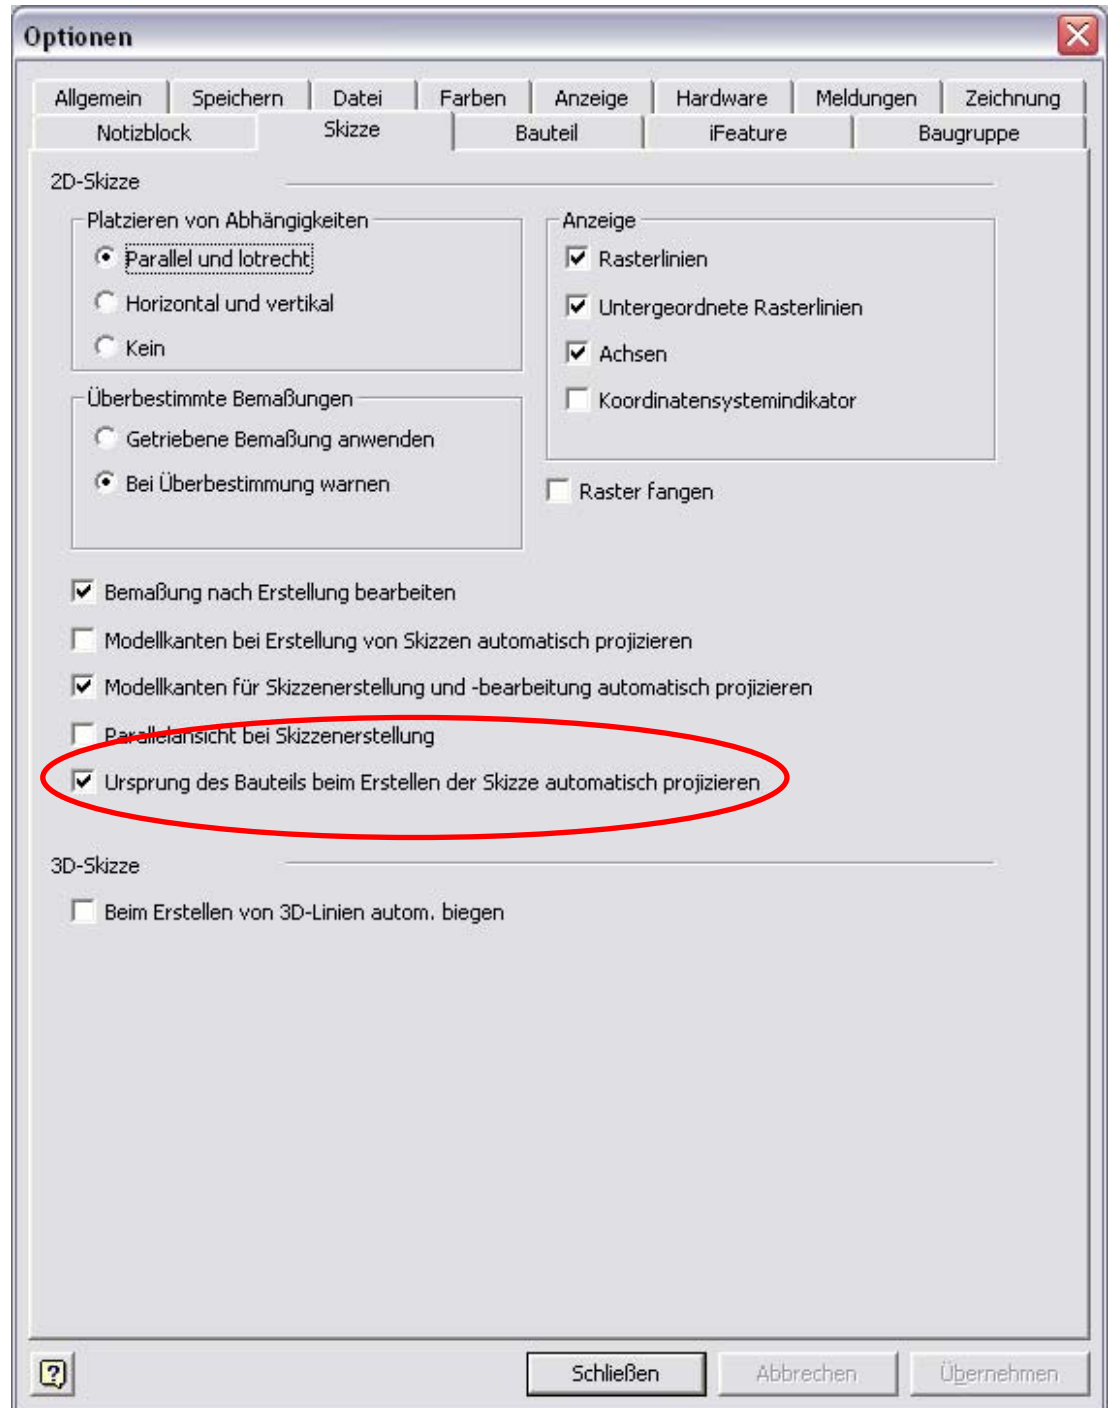 Optionen
Allgemein Speichern Datei Farben Anzeige Hardware Meldungen Zeichnung
Notizblock Skizze Bauteil iFeature Baugruppe
2D-Skizze
Platzieren von Abhängigkeiten
Parallel und lotrecht
Horizontal und vertikal
Kein
Überbestimmte Bemaßungen
Getriebene Bemaßung anwenden
Bei Überbestimmung warnen
Anzeige
Rasterlinien
Untergeordnete Rasterlinien
Achsen
Koordinatensystemindikator
Raster fangen
Bemaßung nach Erstellung bearbeiten
Modellkanten bei Erstellung von Skizzen automatisch projizieren
Modellkanten für Skizzenerstellung und -bearbeitung automatisch projizieren
Parallelansicht bei Skizzenerstellung
Ursprung des Bauteils beim Erstellen der Skizze automatisch projizieren
3D-Skizze
Beim Erstellen von 3D-Linien autom. biegen
? Schließen Abbrechen Übernehmen